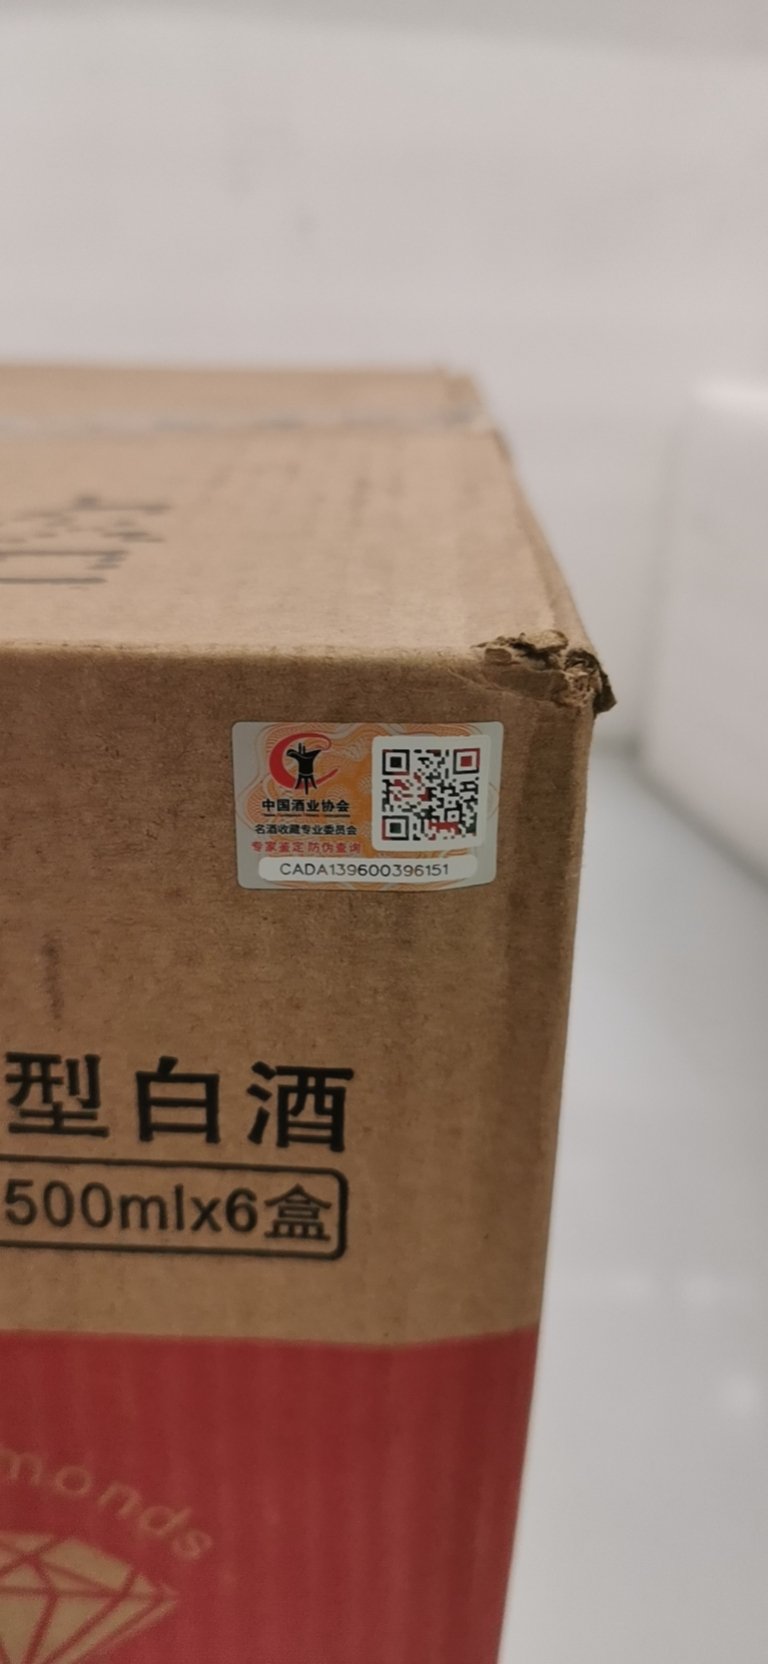 中国酒业协会
名酒收藏专业委员会
专家鉴定 防伪查询
CADA139600396151
型白酒
500mlx6盒
monds